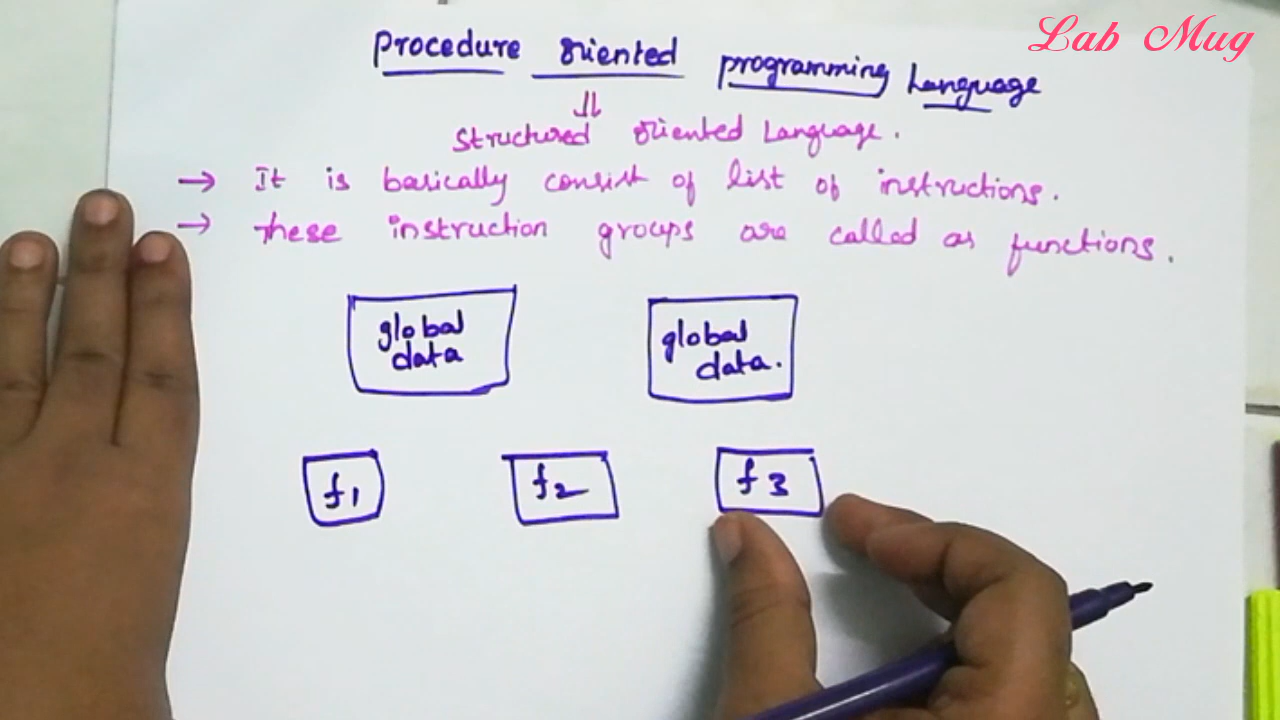 Lab Mug
Procedure oriented programming Language
⇓
Structured oriented Language.
→ It is basically consist of list of instructions.
→ These instruction groups are called as functions.
global data
global data.
f1 f2 f3